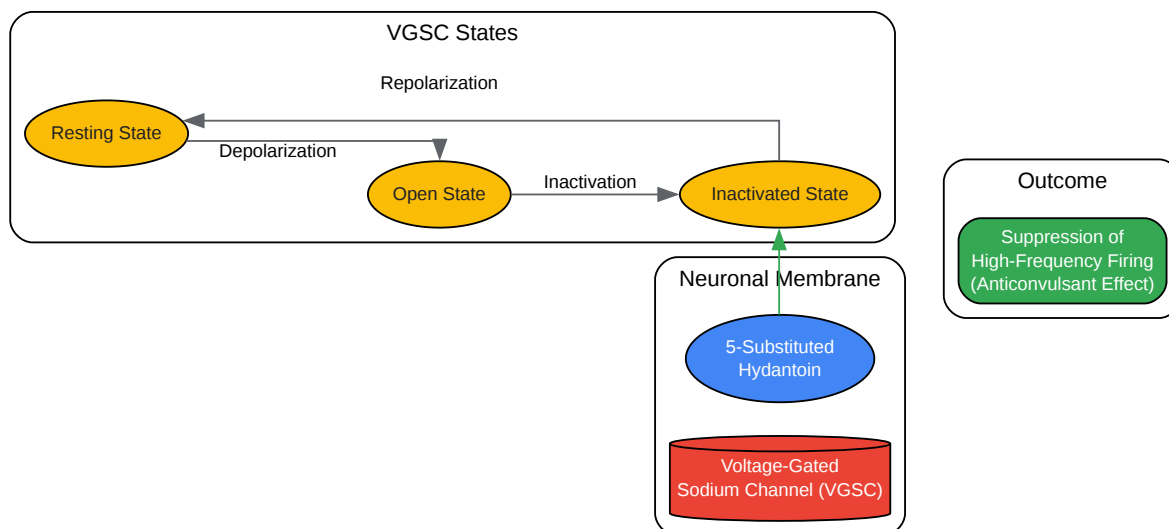 VGSC States
Repolarization
Resting State
Depolarization
Open State
Inactivation
Inactivated State
Outcome
Suppression of
High-Frequency Firing
(Anticonvulsant Effect)
Neuronal Membrane
5-Substituted
Hydantoin
Voltage-Gated
Sodium Channel (VGSC)